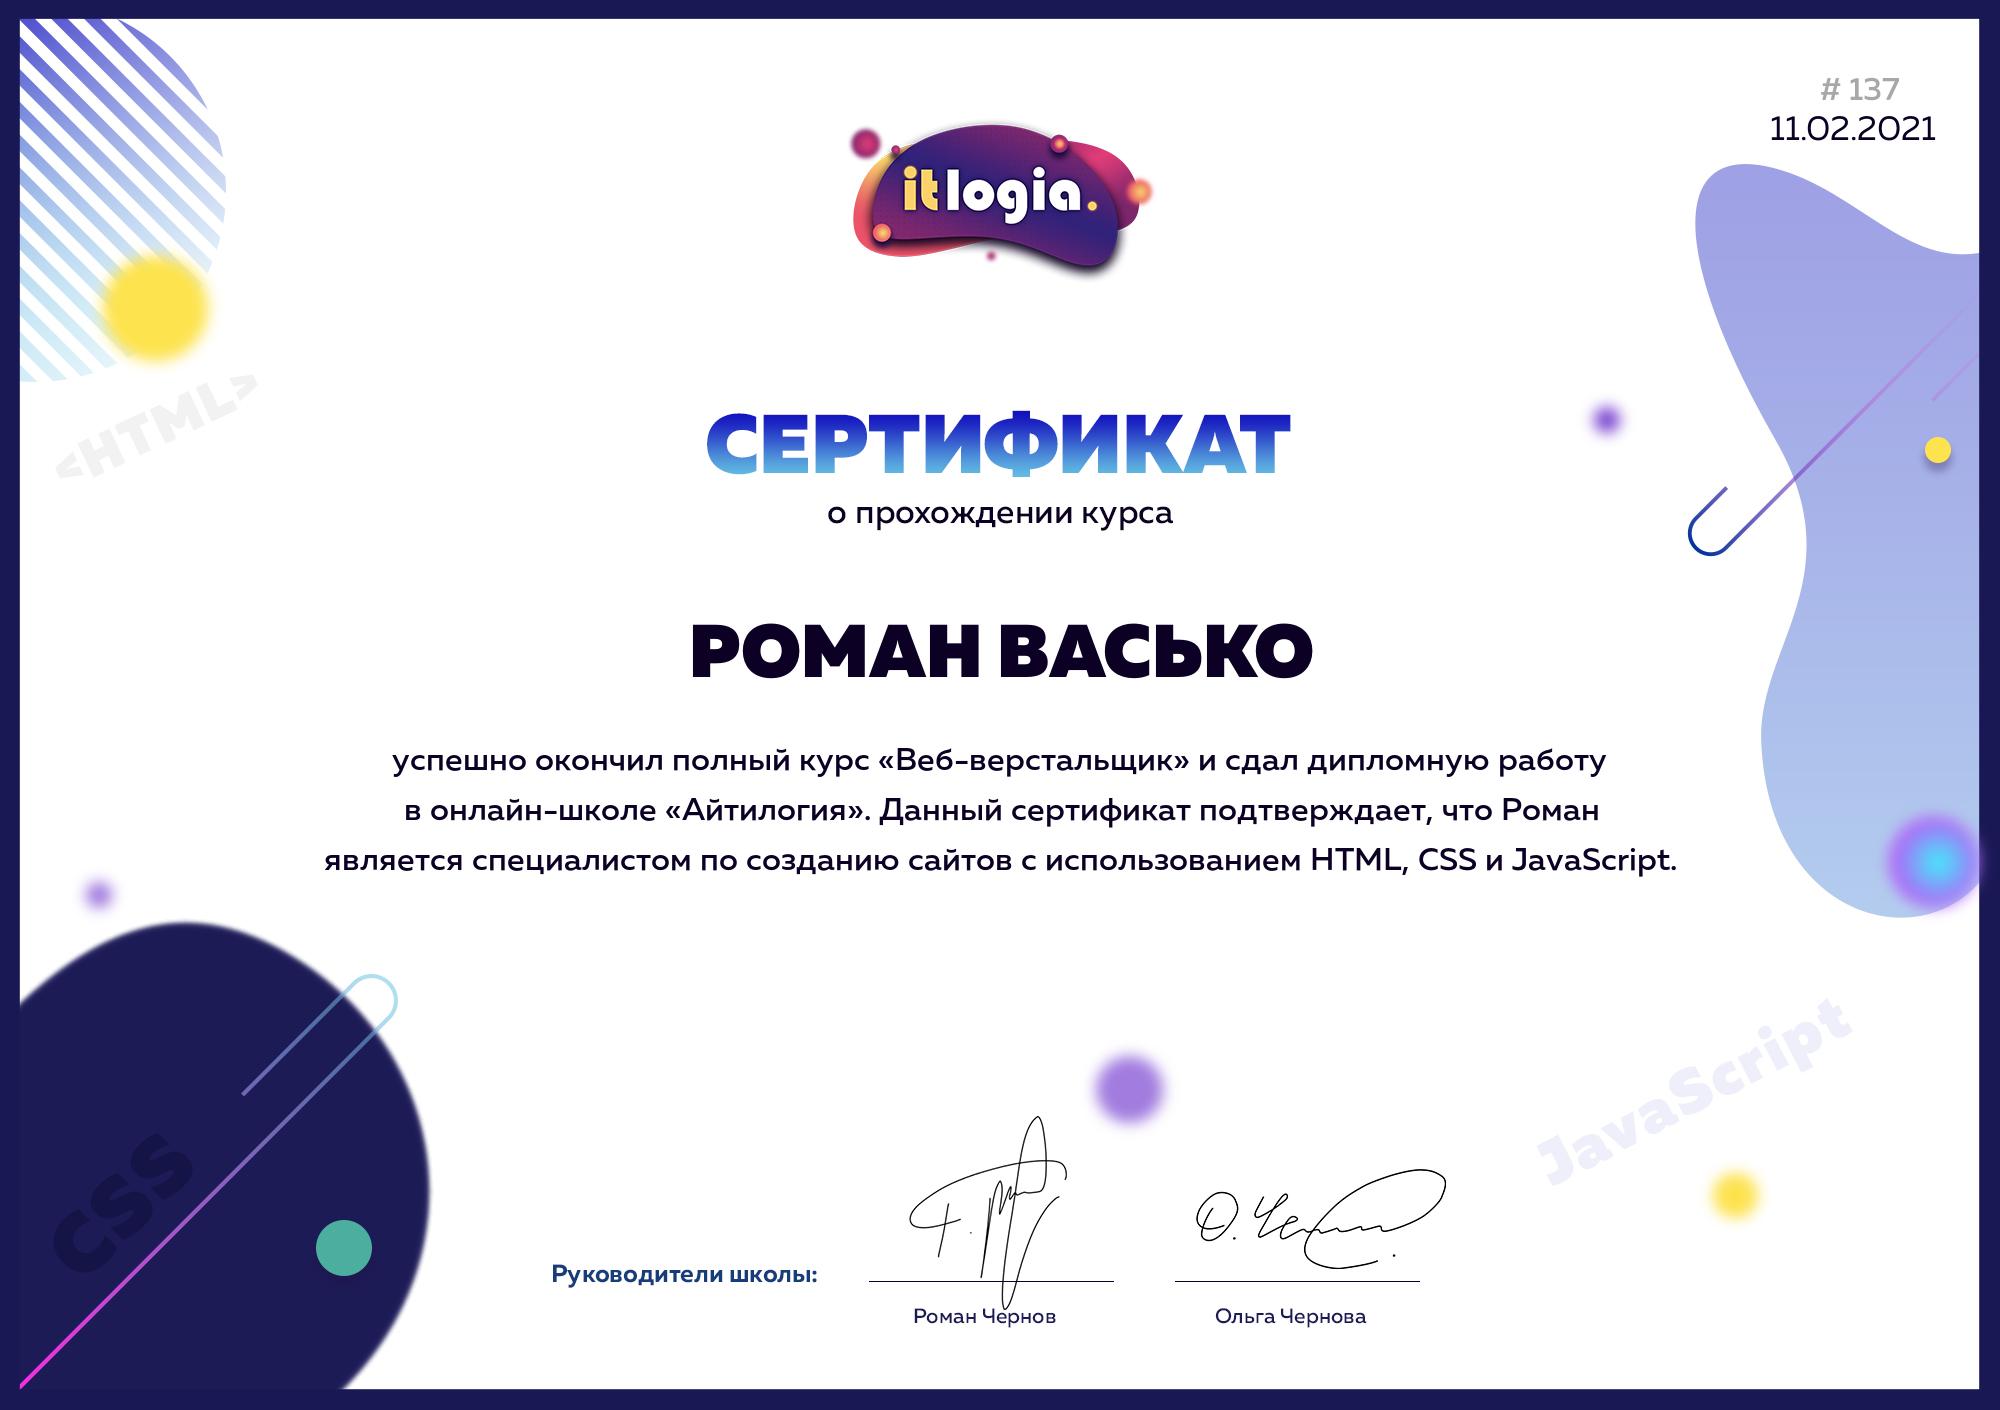 # 137
11.02.2021
itlogia.
<HTML>
СЕРТИФИКАТ
о прохождении курса
РОМАН ВАСЬКО
успешно окончил полный курс «Веб-верстальщик» и сдал дипломную работу
в онлайн-школе «Айтилогия». Данный сертификат подтверждает, что Роман
является специалистом по созданию сайтов с использованием HTML, CSS и JavaScript.
JavaScript
CSS
Руководители школы:
Роман Чернов
Ольга Чернова